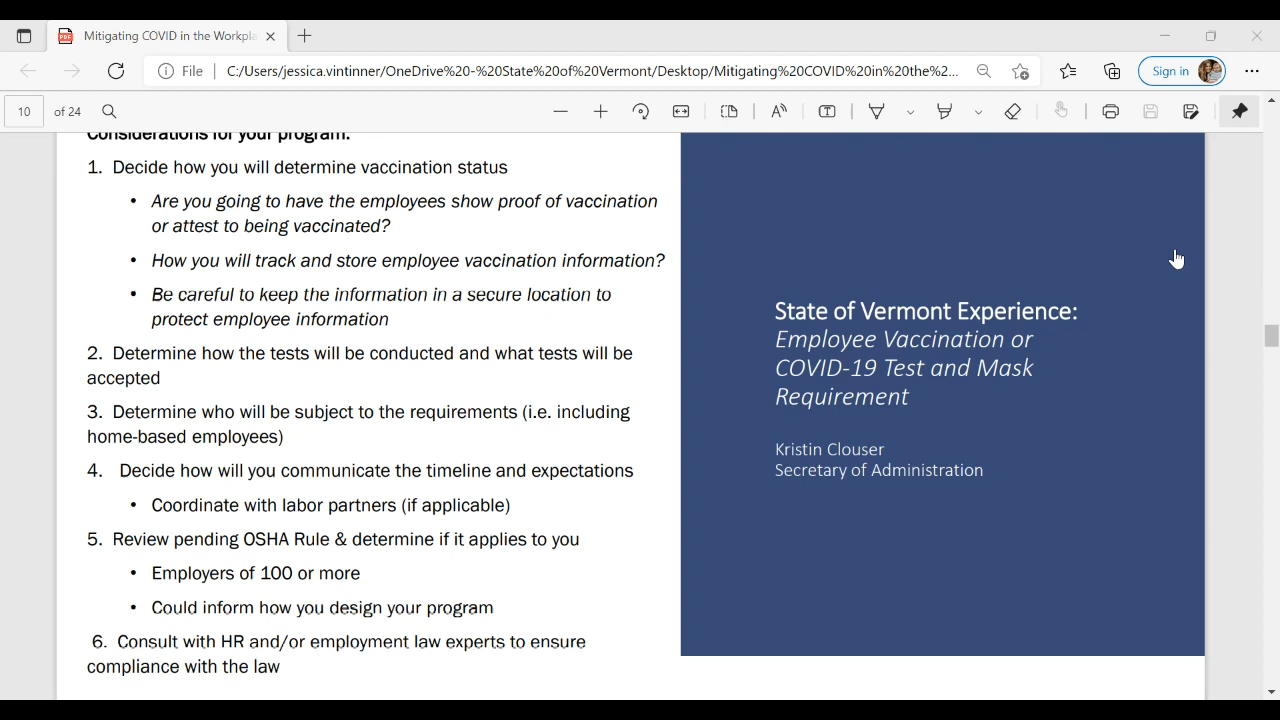 Mitigating COVID in the Workpla
File
C:/Users/jessica.vintinner/OneDrive%20-%20State%20of%20Vermont/Desktop/Mitigating%20COVID%20in%20the%2...
Sign in
10 of 24
Considerations for your program:
1. Decide how you will determine vaccination status
• Are you going to have the employees show proof of vaccination
or attest to being vaccinated?
• How you will track and store employee vaccination information?
• Be careful to keep the information in a secure location to
protect employee information
2. Determine how the tests will be conducted and what tests will be
accepted
3. Determine who will be subject to the requirements (i.e. including
home-based employees)
4. Decide how will you communicate the timeline and expectations
• Coordinate with labor partners (if applicable)
5. Review pending OSHA Rule & determine if it applies to you
• Employers of 100 or more
• Could inform how you design your program
6. Consult with HR and/or employment law experts to ensure
compliance with the law
State of Vermont Experience:
Employee Vaccination or
COVID-19 Test and Mask
Requirement
Kristin Clouser
Secretary of Administration